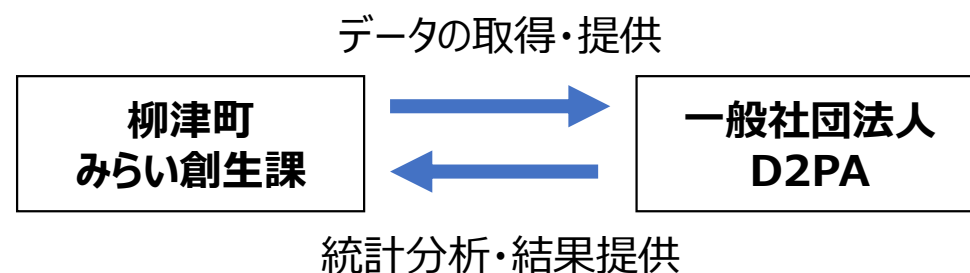 データの取得・提供
柳津町
みらい創生課
一般社団法人
D2PA
統計分析・結果提供